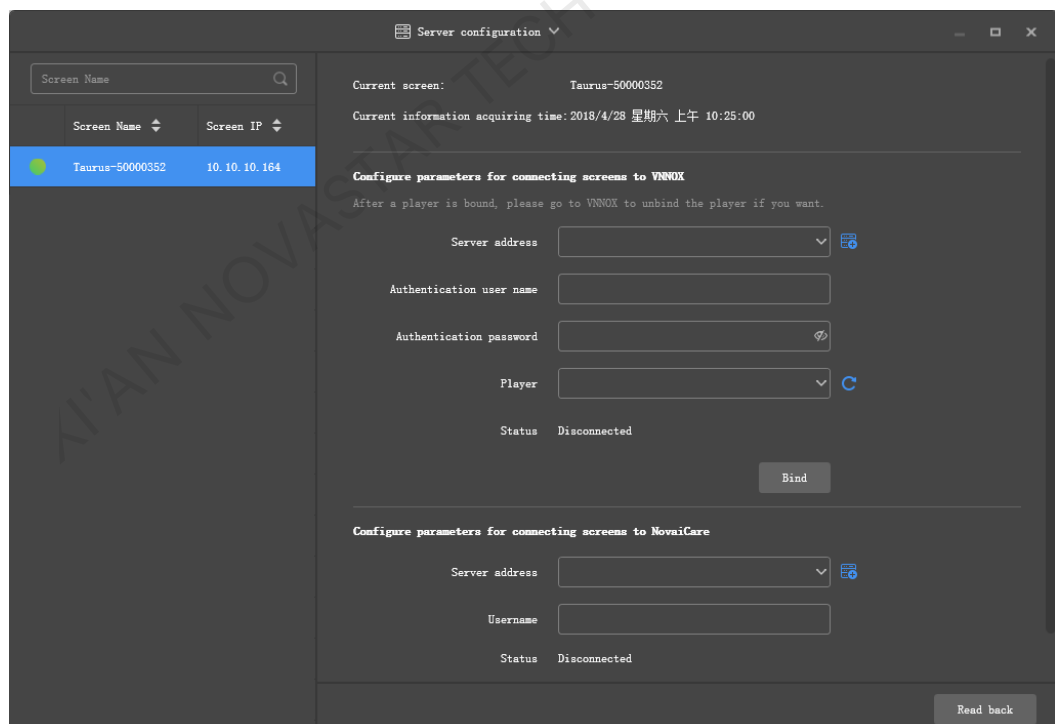 Server configuration
Screen Name
Screen Name Screen IP
Taurus-50000352 10.10.10.164
Current screen: Taurus-50000352
Current information acquiring time: 2018/4/28 星期六 上午 10:25:00
Configure parameters for connecting screens to VNNOX
After a player is bound, please go to VNNOX to unbind the player if you want.
Server address
Authentication user name
Authentication password
Player
Status Disconnected
Bind
Configure parameters for connecting screens to NovaiCare
Server address
Username
Status Disconnected
Read back
XI'AN NOVASTAR TECH